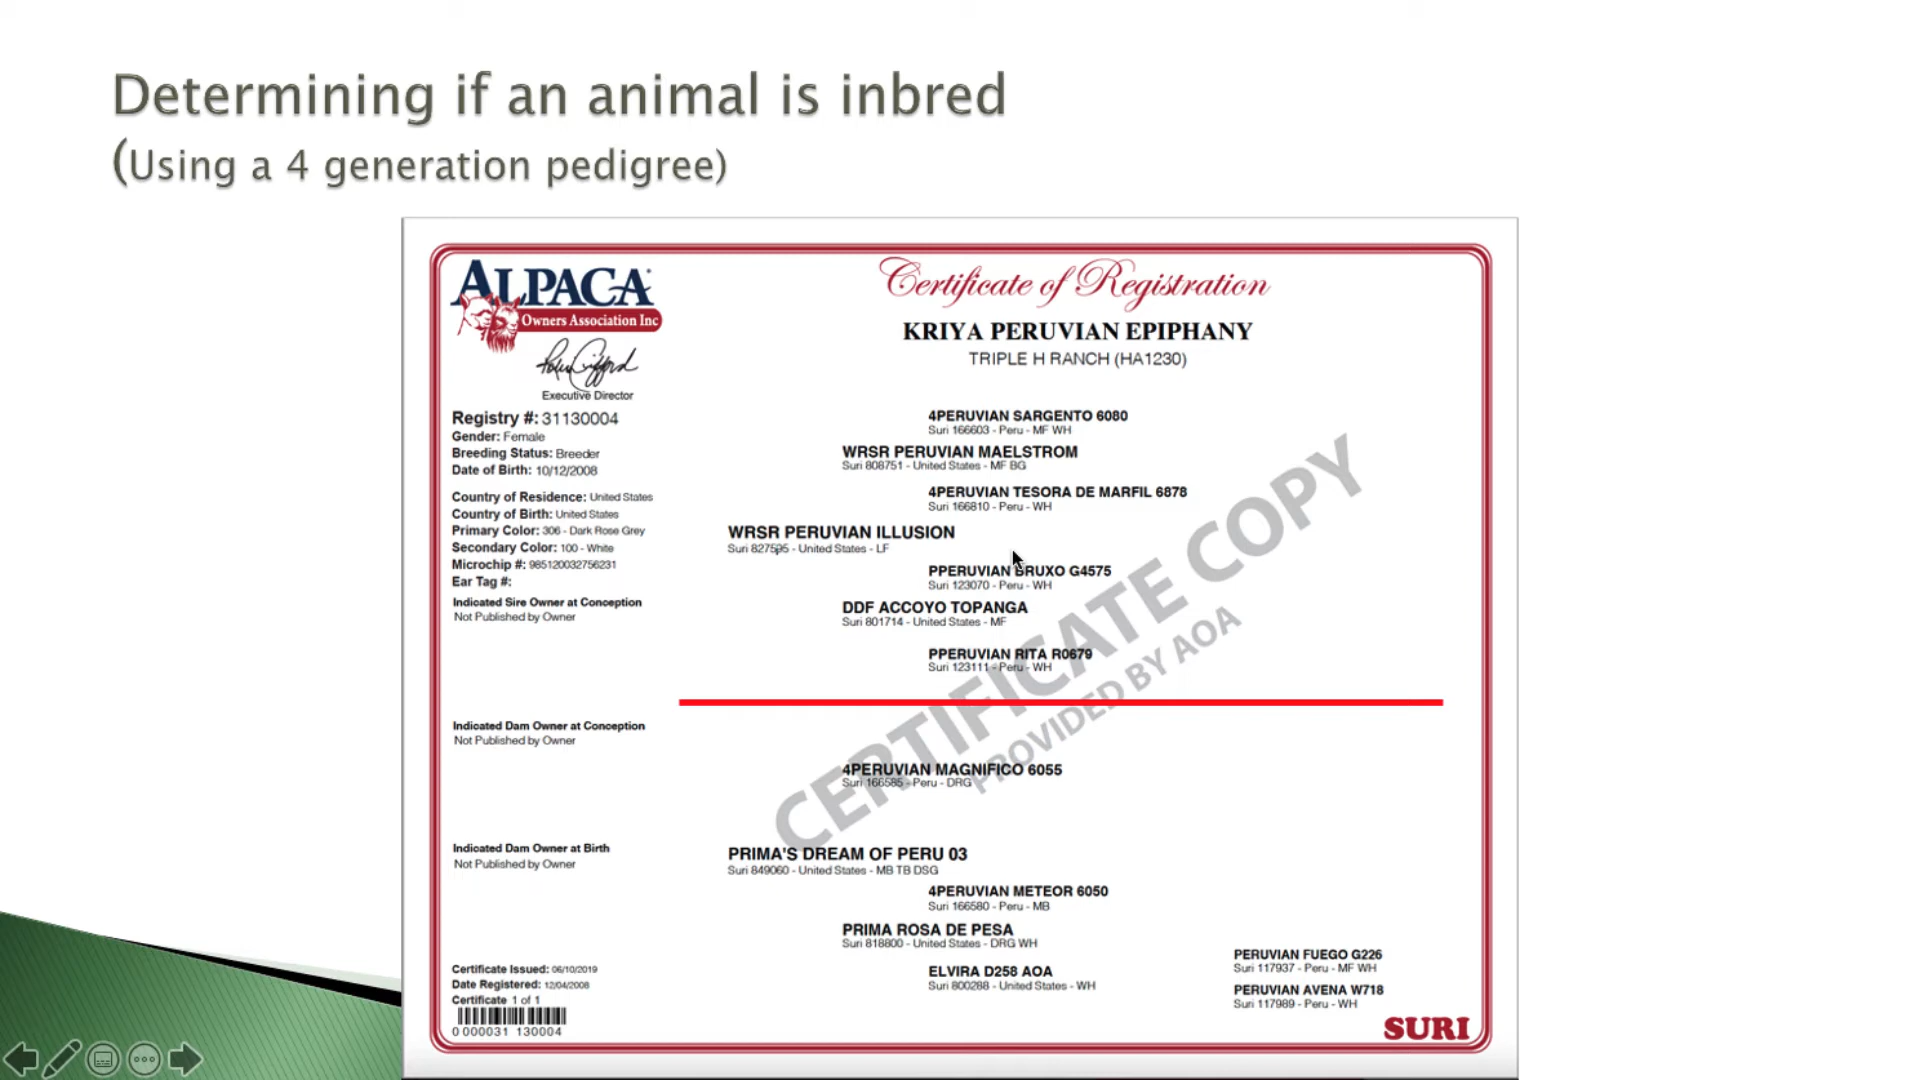 Determining if an animal is inbred
(Using a 4 generation pedigree)
ALPACA
Owners Association Inc
Executive Director
Certificate of Registration
KRIYA PERUVIAN EPIPHANY
TRIPLE H RANCH (HA1230)
Registry #: 31130004
Gender: Female
Breeding Status: Breeder
Date of Birth: 10/12/2008
Country of Residence: United States
Country of Birth: United States
Primary Color: 306 - Dark Rose Grey
Secondary Color: 100 - White
Microchip #: 985120032756231
Ear Tag #:
Indicated Sire Owner at Conception
Not Published by Owner
Indicated Dam Owner at Conception
Not Published by Owner
Indicated Dam Owner at Birth
Not Published by Owner
Certificate Issued: 06/10/2019
Date Registered: 12/04/2008
Certificate 1 of 1
0 000031 130004
4PERUVIAN SARGENTO 6080
Suri 166603 - Peru - MF WH
WRSR PERUVIAN MAELSTROM
Suri 808751 - United States - MF BG
4PERUVIAN TESORA DE MARFIL 6878
Suri 166810 - Peru - WH
WRSR PERUVIAN ILLUSION
Suri 827595 - United States - LF
PPERUVIAN BRUXO G4575
Suri 123070 - Peru - WH
DDF ACCOYO TOPANGA
Suri 801714 - United States - MF
PPERUVIAN RITA R0679
Suri 123111 - Peru - WH
4PERUVIAN MAGNIFICO 6055
Suri 166585 - Peru - DRG
PRIMA'S DREAM OF PERU 03
Suri 849060 - United States - MB TB DSG
4PERUVIAN METEOR 6050
Suri 166580 - Peru - MB
PRIMA ROSA DE PESA
Suri 818800 - United States - DRG WH
ELVIRA D258 AOA
Suri 800288 - United States - WH
PERUVIAN FUEGO G226
Suri 117937 - Peru - MF WH
PERUVIAN AVENA W718
Suri 117989 - Peru - WH
SURI
CERTIFICATE COPY
PROVIDED BY AOA